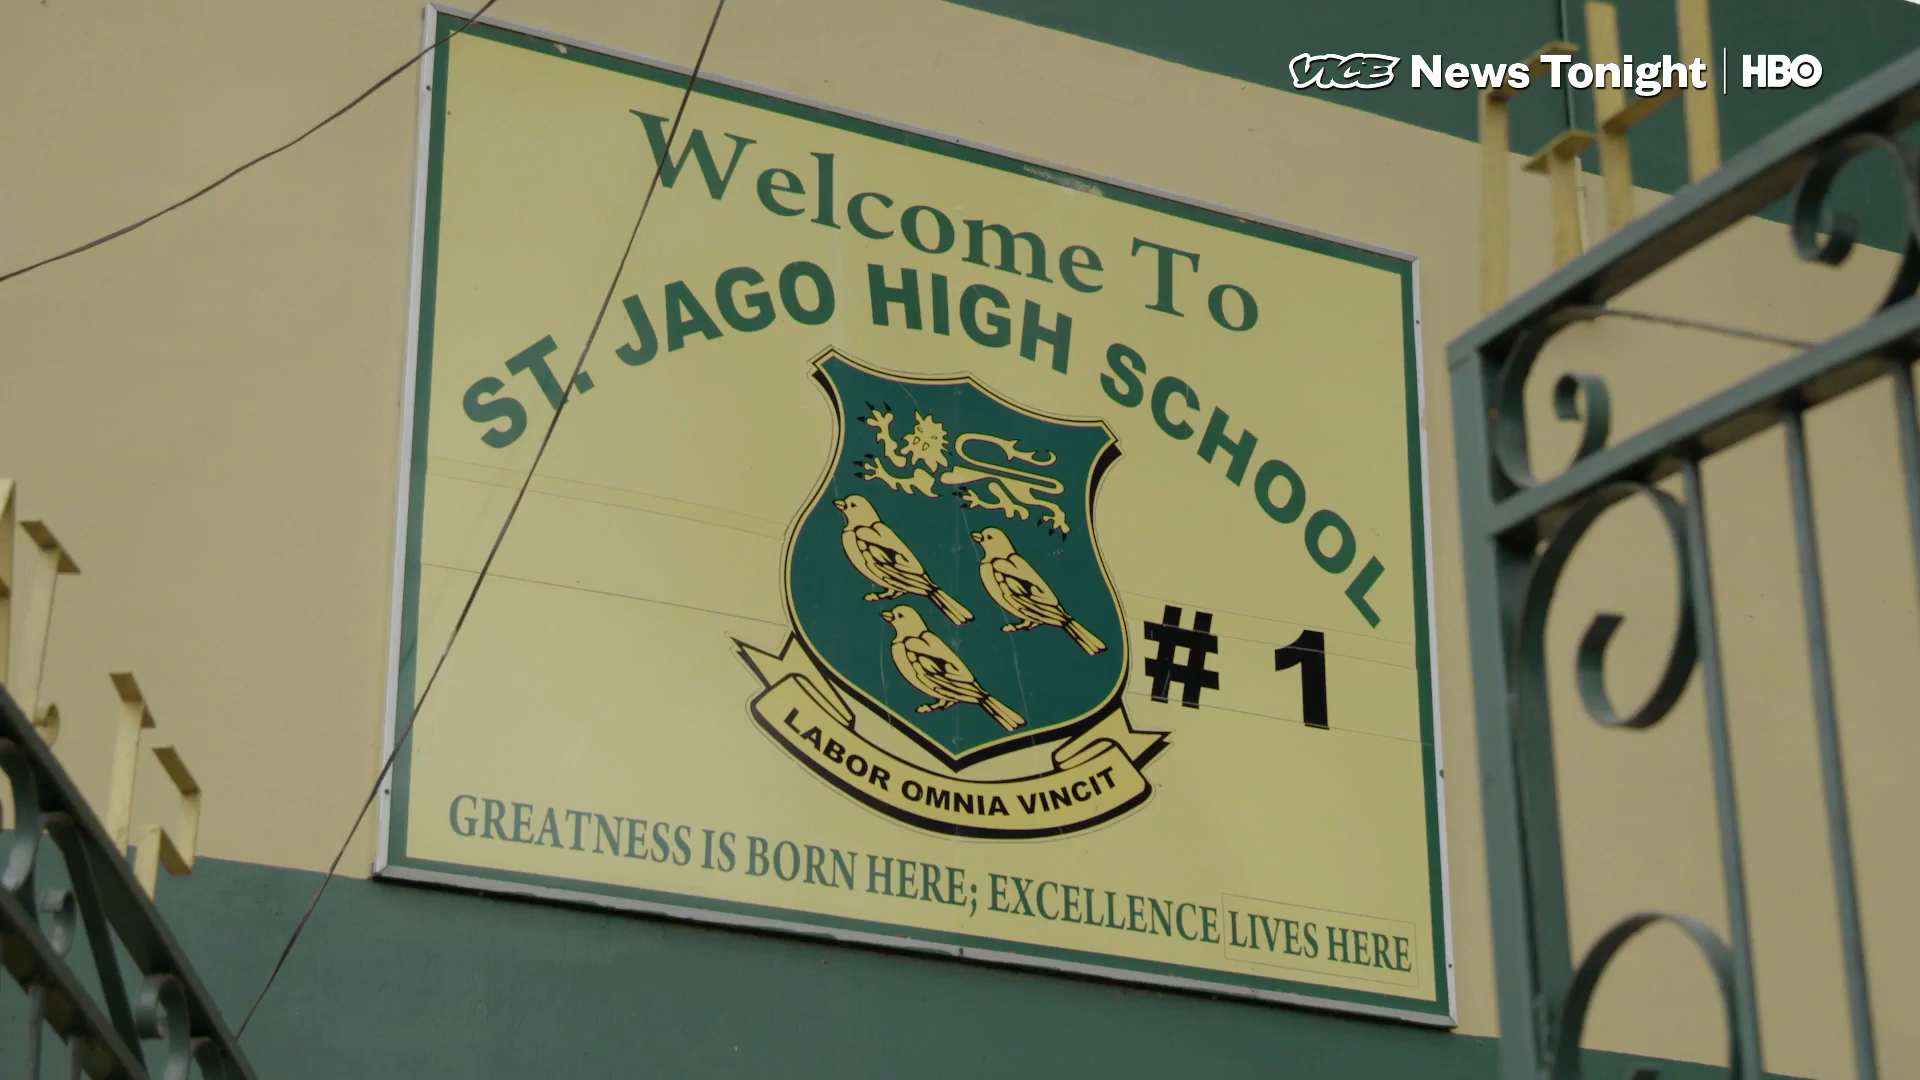 VICE News Tonight | HBO
Welcome To
ST. JAGO HIGH SCHOOL
# 1
LABOR OMNIA VINCIT
GREATNESS IS BORN HERE; EXCELLENCE LIVES HERE